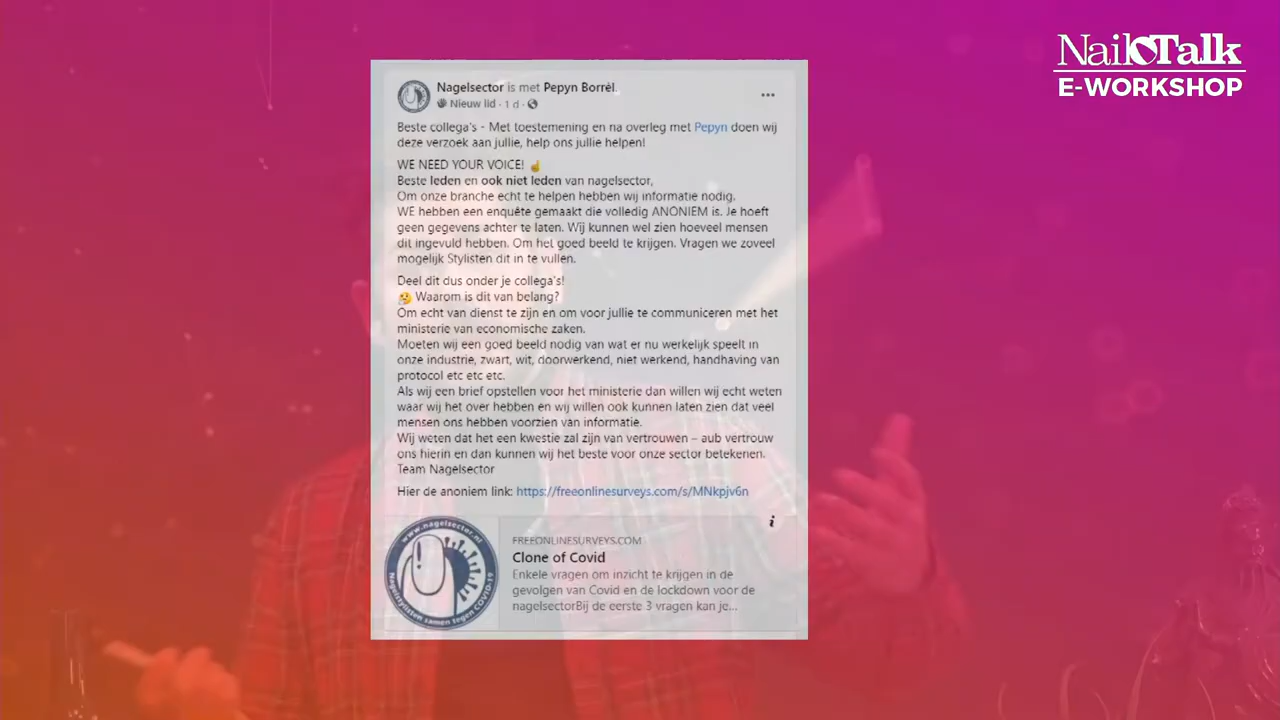 Nail Talk
E-WORKSHOP
Nagelsector is met Pepyn Borrèl.
Nieuw lid · 1 d ·
Beste collega's - Met toestemening en na overleg met Pepyn doen wij
deze verzoek aan jullie, help ons jullie helpen!
WE NEED YOUR VOICE! ☝
Beste leden en ook niet leden van nagelsector,
Om onze branche echt te helpen hebben wij informatie nodig.
WE hebben een enquête gemaakt die volledig ANONIEM is. Je hoeft
geen gegevens achter te laten. Wij kunnen wel zien hoeveel mensen
dit ingevuld hebben. Om het goed beeld te krijgen. Vragen we zoveel
mogelijk Stylisten dit in te vullen.
Deel dit dus onder je collega's!
🤔 Waarom is dit van belang?
Om echt van dienst te zijn en om voor jullie te communiceren met het
ministerie van economische zaken.
Moeten wij een goed beeld nodig van wat er nu werkelijk speelt in
onze industrie, zwart, wit, doorwerkend, niet werkend, handhaving van
protocol etc etc etc.
Als wij een brief opstellen voor het ministerie dan willen wij echt weten
waar wij het over hebben en wij willen ook kunnen laten zien dat veel
mensen ons hebben voorzien van informatie.
Wij weten dat het een kwestie zal zijn van vertrouwen – aub vertrouw
ons hierin en dan kunnen wij het beste voor onze sector betekenen.
Team Nagelsector
Hier de anoniem link: https://freeonlinesurveys.com/s/MNkpjv6n
www.nagelsector.nl
Nagelstylisten samen tegen COVID-19
FREEONLINESURVEYS.COM
Clone of Covid
Enkele vragen om inzicht te krijgen in de
gevolgen van Covid en de lockdown voor de
nagelsectorBij de eerste 3 vragen kan je...